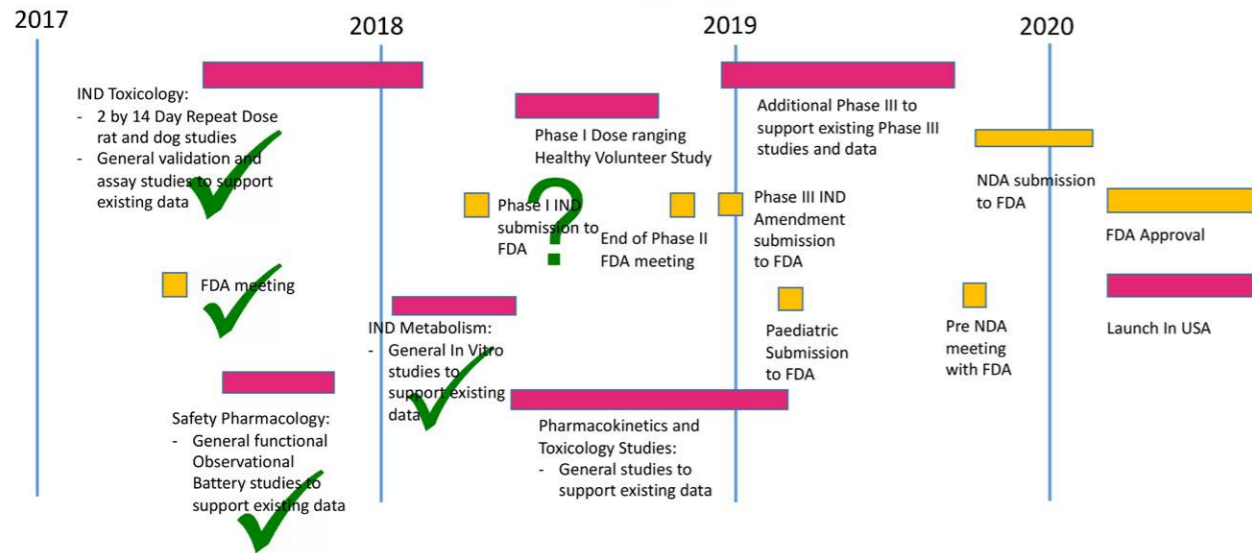 2017
2018
2019
2020
IND Toxicology:
- 2 by 14 Day Repeat Dose
rat and dog studies
- General validation and
assay studies to support
existing data
Phase I Dose ranging
Healthy Volunteer Study
Additional Phase III to
support existing Phase III
studies and data
NDA submission
to FDA
Phase I IND
submission to
FDA
?
End of Phase II
FDA meeting
Phase III IND
Amendment
submission
to FDA
FDA Approval
FDA meeting
IND Metabolism:
- General In Vitro
studies to
support existing
data
Paediatric
Submission
to FDA
Pre NDA
meeting
with FDA
Launch In USA
Safety Pharmacology:
- General functional
Observational
Battery studies to
support existing data
Pharmacokinetics and
Toxicology Studies:
- General studies to
support existing data